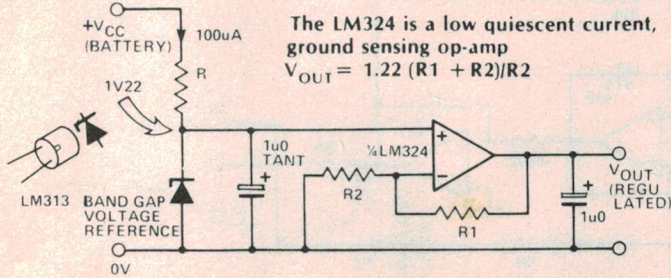 The LM324 is a low quiescent current,
ground sensing op-amp
VOUT = 1.22 (R1 + R2)/R2
+VCC
(BATTERY)
100uA
R
1V22
1u0
TANT
+
¼LM324
+
−
R2
R1
VOUT
(REGU
LATED)
+
1u0
LM313
BAND GAP
VOLTAGE
REFERENCE
0V